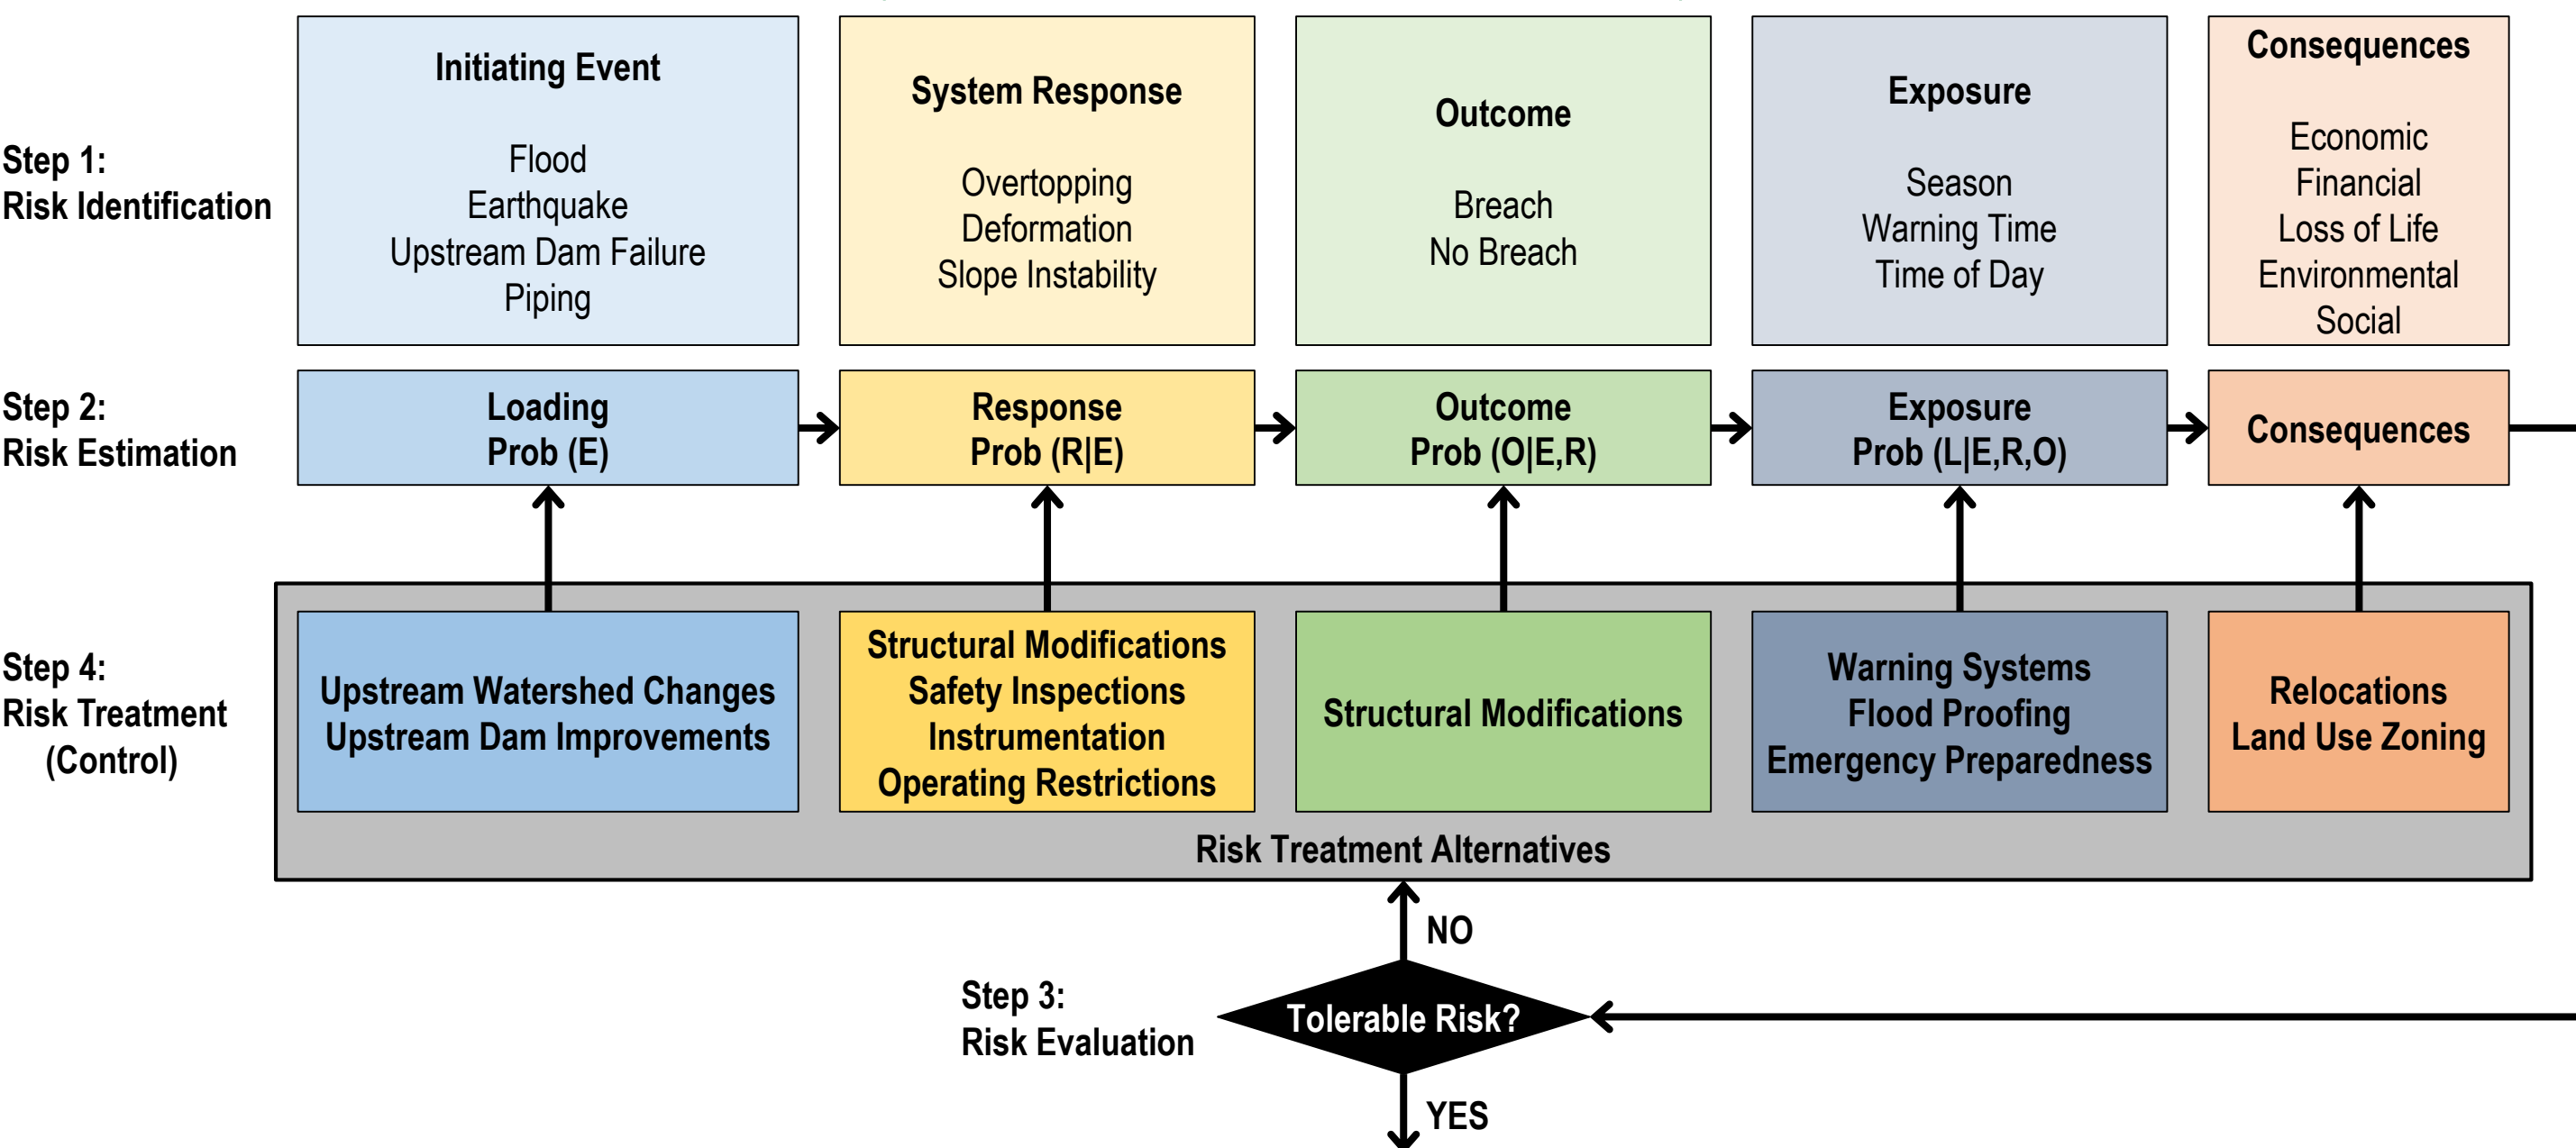 Step 1:
Risk Identification
Initiating Event
Flood
Earthquake
Upstream Dam Failure
Piping
System Response
Overtopping
Deformation
Slope Instability
Outcome
Breach
No Breach
Exposure
Season
Warning Time
Time of Day
Consequences
Economic
Financial
Loss of Life
Environmental
Social
Step 2:
Risk Estimation
Loading
Prob (E)
Response
Prob (R|E)
Outcome
Prob (O|E,R)
Exposure
Prob (L|E,R,O)
Consequences
Step 4:
Risk Treatment
(Control)
Upstream Watershed Changes
Upstream Dam Improvements
Structural Modifications
Safety Inspections
Instrumentation
Operating Restrictions
Structural Modifications
Warning Systems
Flood Proofing
Emergency Preparedness
Relocations
Land Use Zoning
Risk Treatment Alternatives
NO
Step 3:
Risk Evaluation
Tolerable Risk?
YES